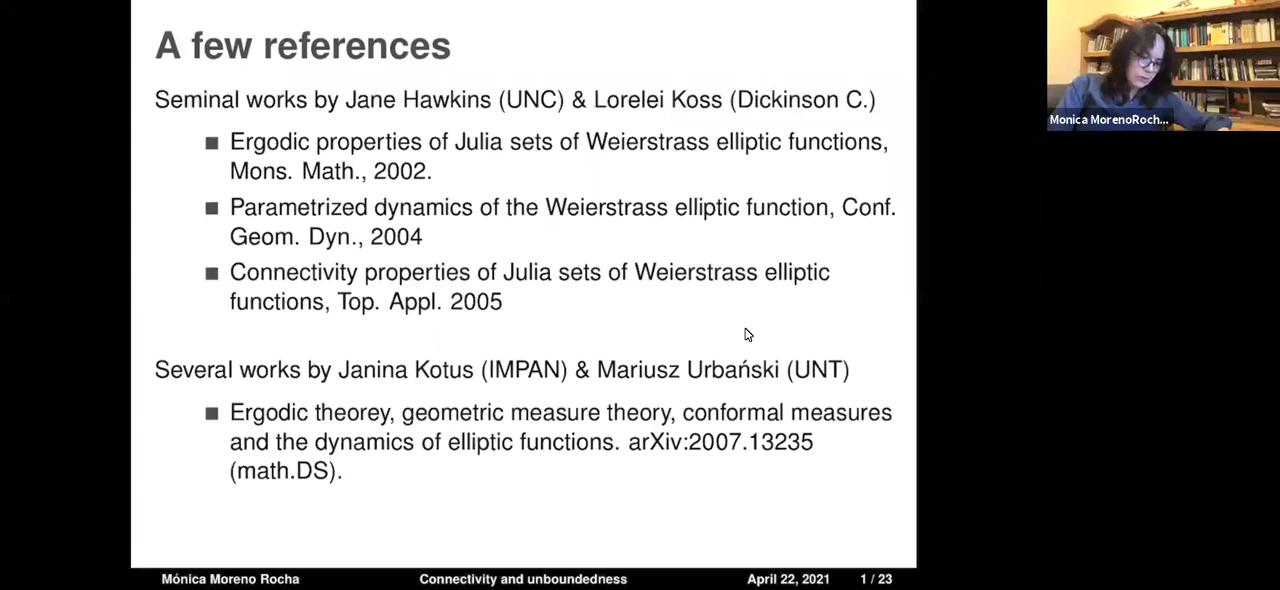 A few references
Seminal works by Jane Hawkins (UNC) & Lorelei Koss (Dickinson C.)
■ Ergodic properties of Julia sets of Weierstrass elliptic functions,
Mons. Math., 2002.
■ Parametrized dynamics of the Weierstrass elliptic function, Conf.
Geom. Dyn., 2004
■ Connectivity properties of Julia sets of Weierstrass elliptic
functions, Top. Appl. 2005
Several works by Janina Kotus (IMPAN) & Mariusz Urbański (UNT)
■ Ergodic theorey, geometric measure theory, conformal measures
and the dynamics of elliptic functions. arXiv:2007.13235
(math.DS).
Mónica Moreno Rocha Connectivity and unboundedness April 22, 2021 1 / 23
Monica MorenoRoch...